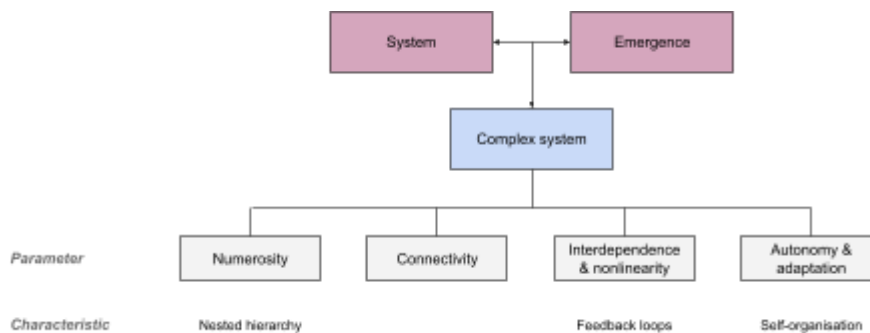 System
Emergence
Complex system
Parameter
Numerosity
Connectivity
Interdependence
& nonlinearity
Autonomy &
adaptation
Characteristic
Nested hierarchy
Feedback loops
Self-organisation